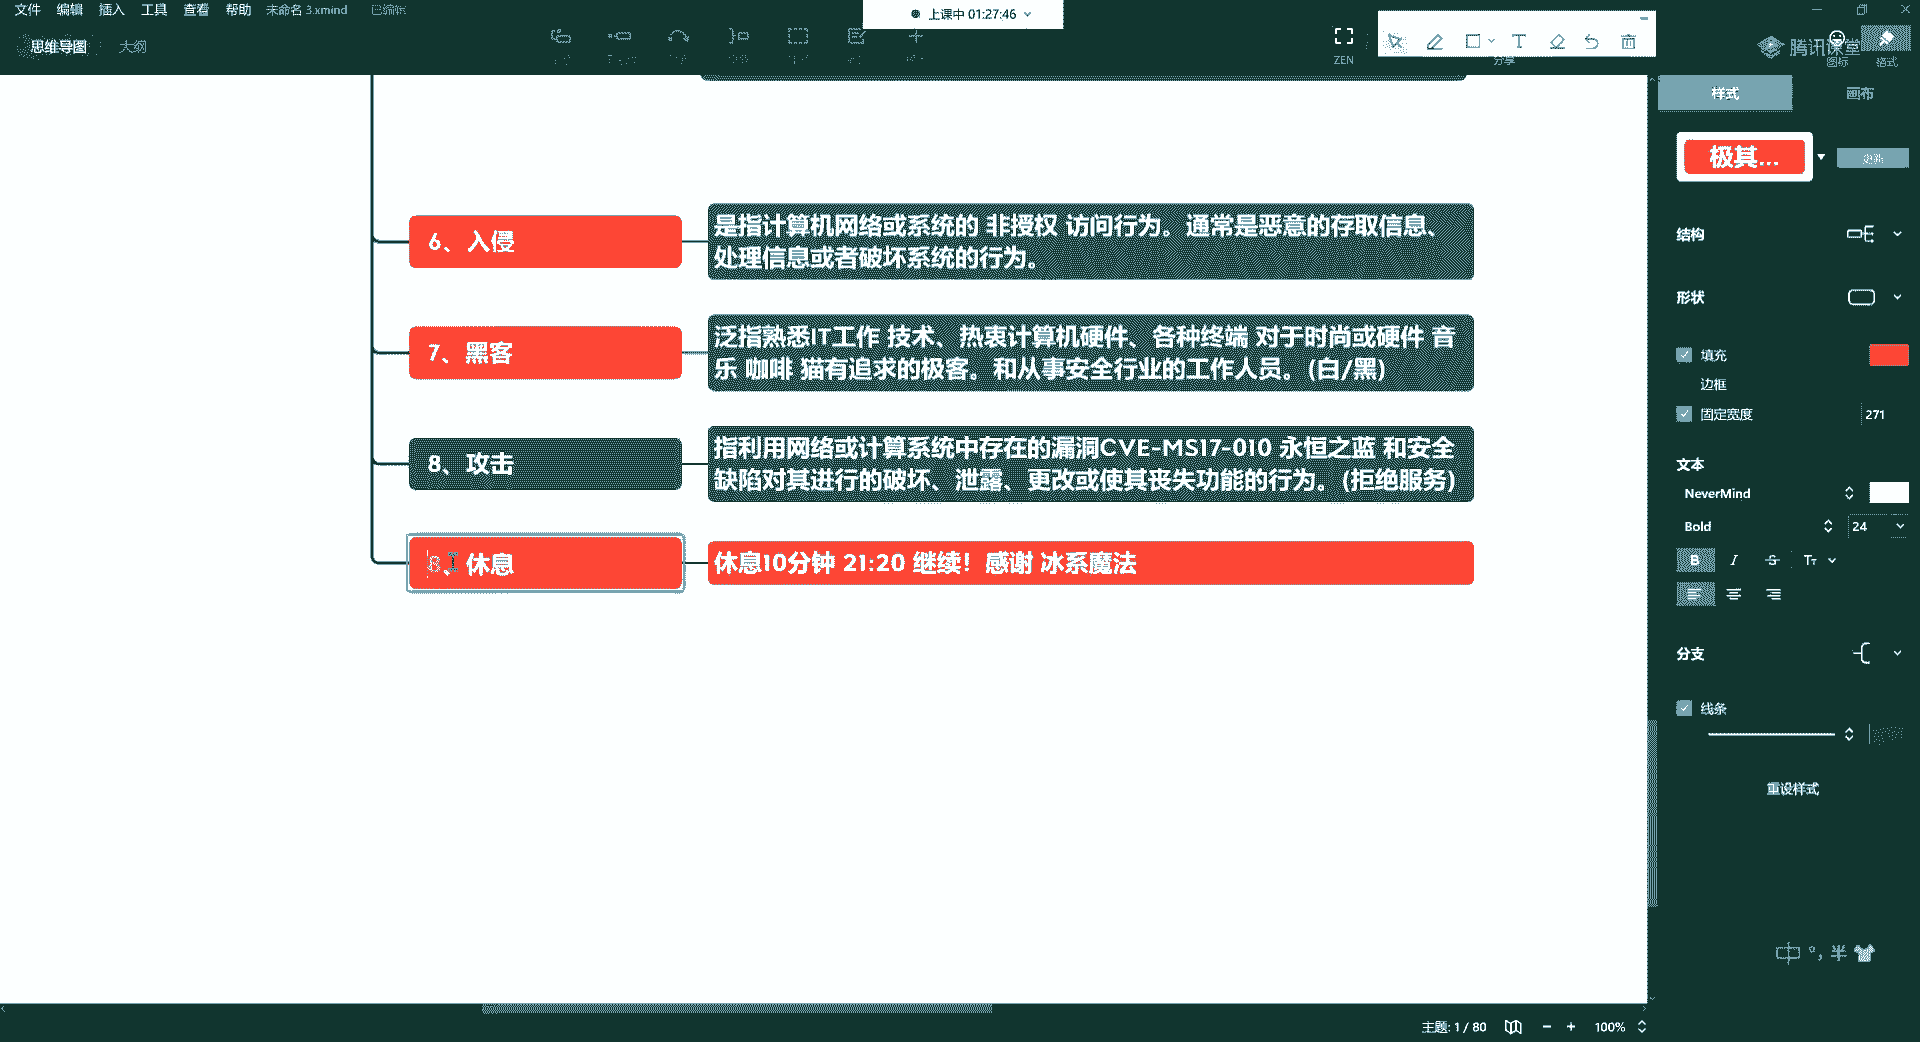 文件 编辑 插入 工具 查看 帮助 未命名 3.xmind 已编辑
上课中 01:27:46
思维导图 大纲
ZEN
分享
腾讯课堂
图标 格式
样式 画布
极其...
结构
形状
填充
边框
固定宽度 271
文本
NeverMind
Bold 24
B I S Tт
分支
线条
重设样式
6、入侵
是指计算机网络或系统的 非授权 访问行为。通常是恶意的存取信息、
处理信息或者破坏系统的行为。
7、黑客
泛指熟悉IT工作 技术、热衷计算机硬件、各种终端 对于时尚或硬件 音
乐 咖啡 猫有追求的极客。和从事安全行业的工作人员。(白/黑)
8、攻击
指利用网络或计算系统中存在的漏洞CVE-MS17-010 永恒之蓝 和安全
缺陷对其进行的破坏、泄露、更改或使其丧失功能的行为。(拒绝服务)
8、休息
休息10分钟 21:20 继续！感谢 冰系魔法
中 °, 半
主题: 1 / 80 100%